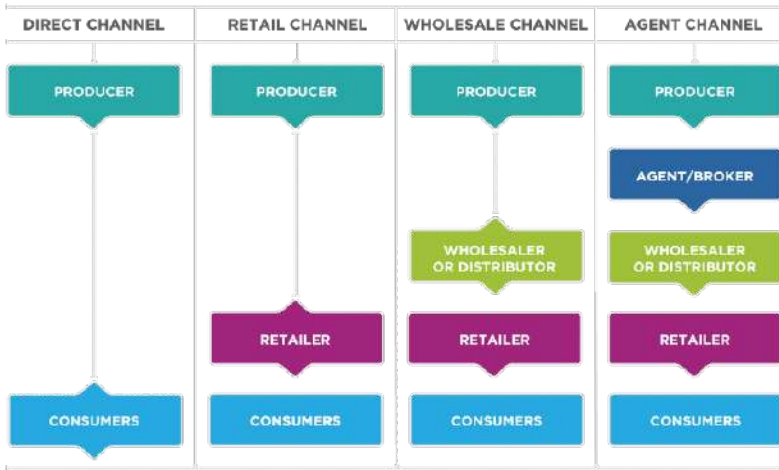 DIRECT CHANNEL
RETAIL CHANNEL
WHOLESALE CHANNEL
AGENT CHANNEL
PRODUCER
PRODUCER
PRODUCER
PRODUCER
AGENT/BROKER
WHOLESALER
OR DISTRIBUTOR
WHOLESALER
OR DISTRIBUTOR
RETAILER
RETAILER
RETAILER
CONSUMERS
CONSUMERS
CONSUMERS
CONSUMERS